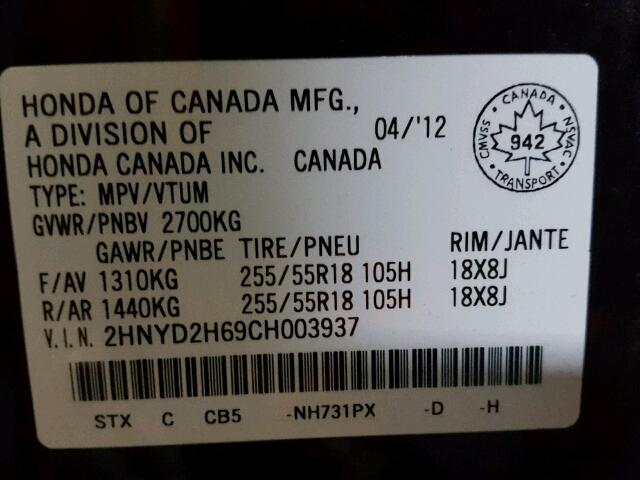 HONDA OF CANADA MFG.,
A DIVISION OF 04/'12
HONDA CANADA INC. CANADA
TYPE: MPV/VTUM
GVWR/PNBV 2700KG
GAWR/PNBE TIRE/PNEU RIM/JANTE
F/AV 1310KG 255/55R18 105H 18X8J
R/AR 1440KG 255/55R18 105H 18X8J
V.I.N. 2HNYD2H69CH003937
STX C CB5 -NH731PX -D -H
CANADA
CMVSS 942 NSVAC
TRANSPORT